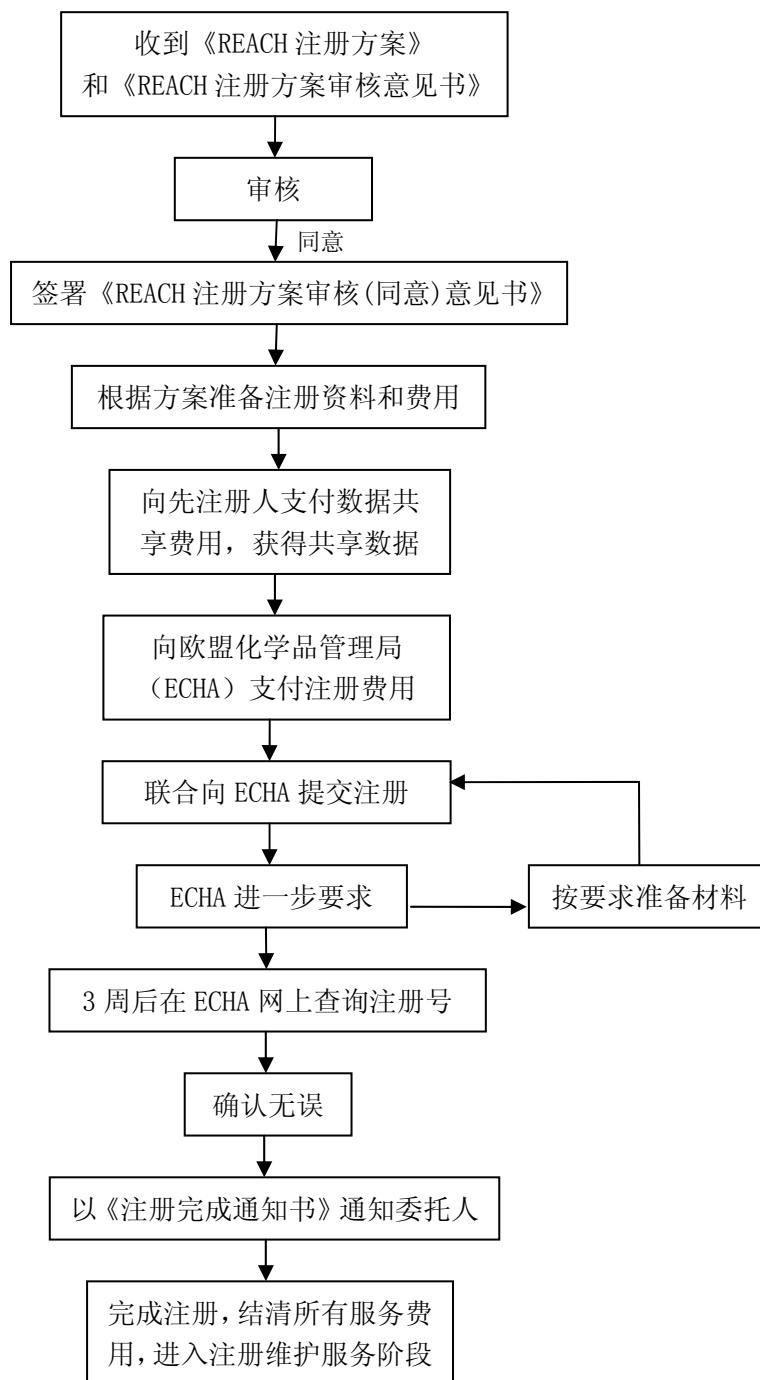 收到《REACH 注册方案》
和《REACH 注册方案审核意见书》
审核
同意
签署《REACH 注册方案审核(同意)意见书》
根据方案准备注册资料和费用
向先注册人支付数据共
享费用，获得共享数据
向欧盟化学品管理局
（ECHA）支付注册费用
联合向 ECHA 提交注册
ECHA 进一步要求
按要求准备材料
3 周后在 ECHA 网上查询注册号
确认无误
以《注册完成通知书》通知委托人
完成注册，结清所有服务费
用，进入注册维护服务阶段